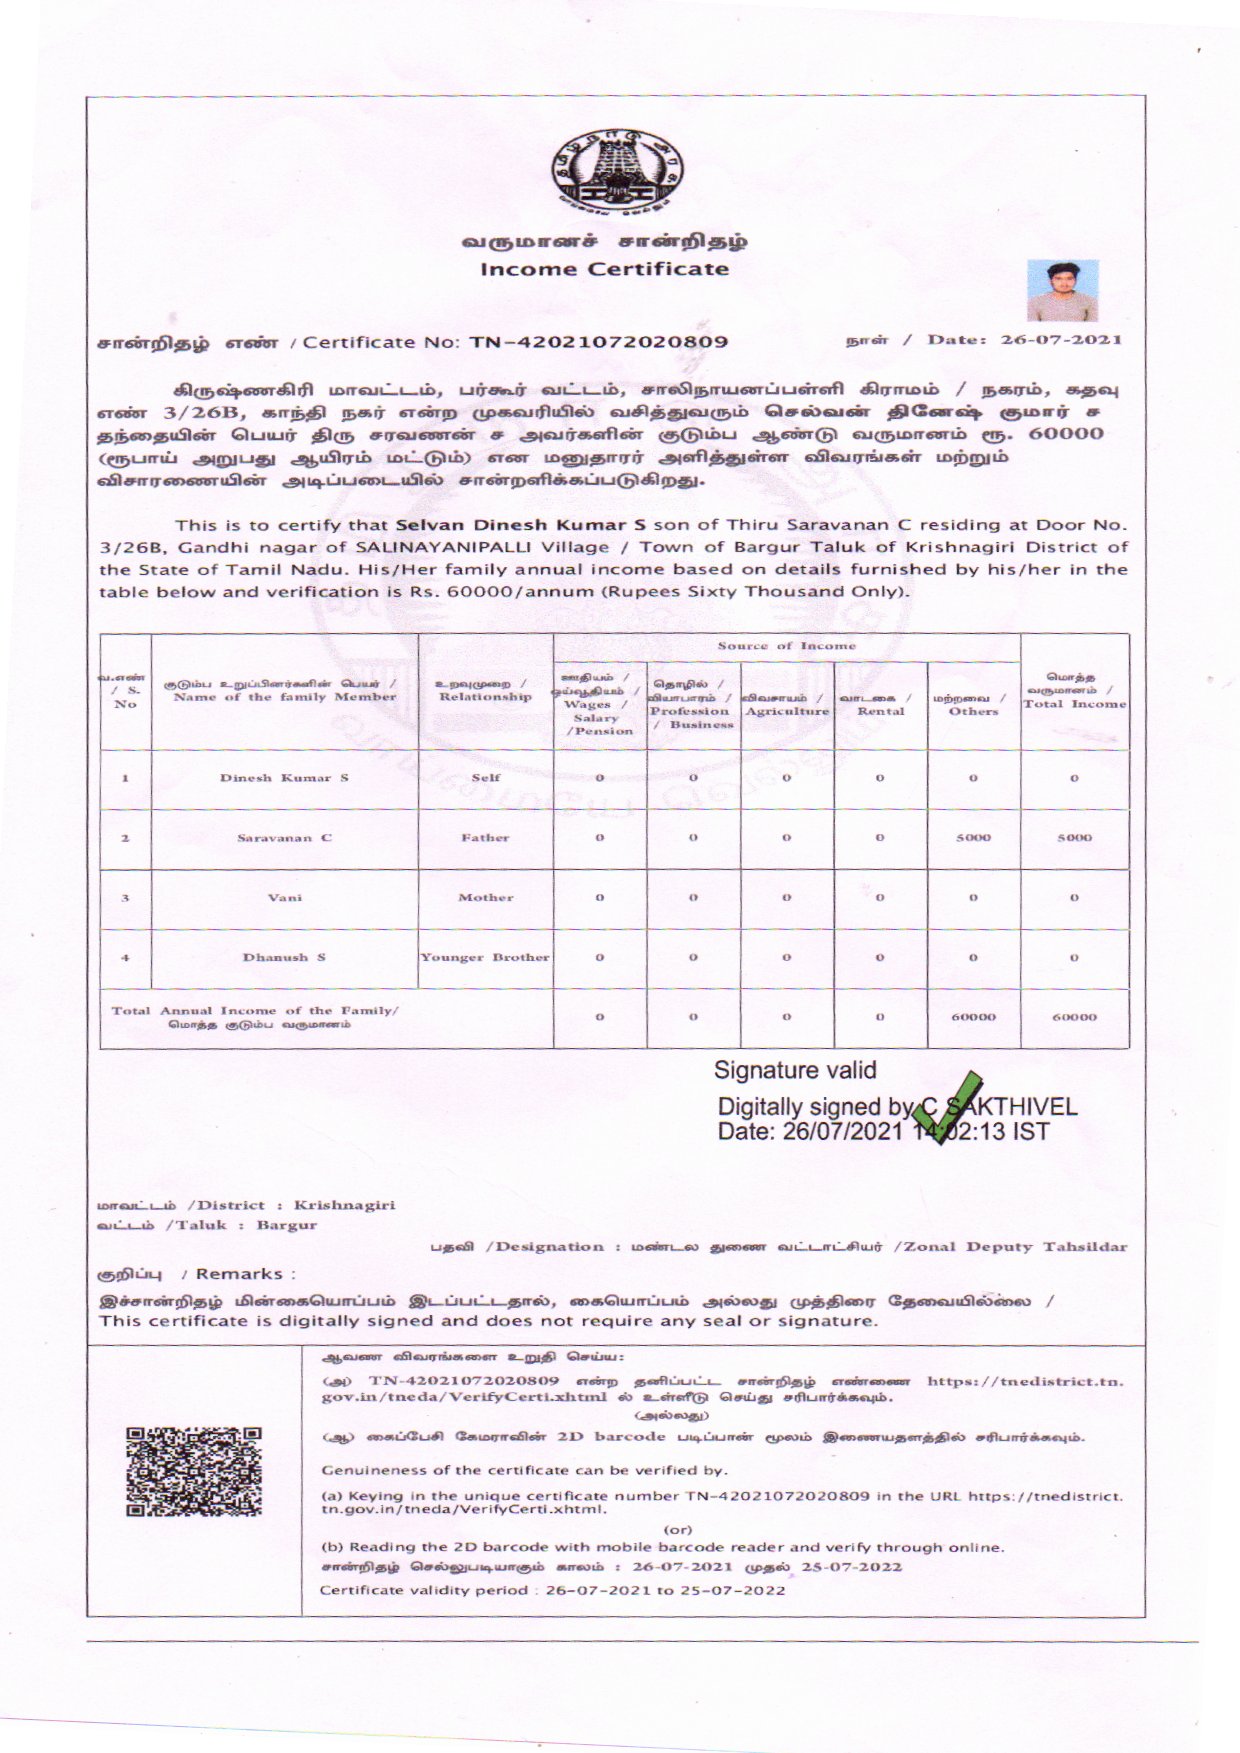 தமிழ்நாடு அரசு
வாய்மையே வெல்லும்
வருமானச் சான்றிதழ்
Income Certificate
சான்றிதழ் எண் / Certificate No: TN-42021072020809
நாள் / Date: 26-07-2021
கிருஷ்ணகிரி மாவட்டம், பர்கூர் வட்டம், சாலிநாயனப்பள்ளி கிராமம் / நகரம், கதவு
எண் 3/26B, காந்தி நகர் என்ற முகவரியில் வசித்துவரும் செல்வன் தினேஷ் குமார் ச
தந்தையின் பெயர் திரு சரவணன் ச அவர்களின் குடும்ப ஆண்டு வருமானம் ரூ. 60000
(ரூபாய் அறுபது ஆயிரம் மட்டும்) என மனுதாரர் அளித்துள்ள விவரங்கள் மற்றும்
விசாரணையின் அடிப்படையில் சான்றளிக்கப்படுகிறது.
This is to certify that Selvan Dinesh Kumar S son of Thiru Saravanan C residing at Door No.
3/26B, Gandhi nagar of SALINAYANIPALLI Village / Town of Bargur Taluk of Krishnagiri District of
the State of Tamil Nadu. His/Her family annual income based on details furnished by his/her in the
table below and verification is Rs. 60000/annum (Rupees Sixty Thousand Only).
வ.எண் / S. No
குடும்ப உறுப்பினர்களின் பெயர் / Name of the family Member
உறவுமுறை / Relationship
Source of Income
ஊதியம் / ஓய்வூதியம் / Wages / Salary /Pension
தொழில் / வியாபாரம் / Profession / Business
விவசாயம் / Agriculture
வாடகை / Rental
மற்றவை / Others
மொத்த வருமானம் / Total Income
1 Dinesh Kumar S Self 0 0 0 0 0 0
2 Saravanan C Father 0 0 0 0 5000 5000
3 Vani Mother 0 0 0 0 0 0
4 Dhanush S Younger Brother 0 0 0 0 0 0
Total Annual Income of the Family/
மொத்த குடும்ப வருமானம் 0 0 0 0 60000 60000
Signature valid
Digitally signed by C SAKTHIVEL
Date: 26/07/2021 14:02:13 IST
மாவட்டம் /District : Krishnagiri
வட்டம் /Taluk : Bargur
பதவி /Designation : மண்டல துணை வட்டாட்சியர் /Zonal Deputy Tahsildar
குறிப்பு / Remarks :
இச்சான்றிதழ் மின்கையொப்பம் இடப்பட்டதால், கையொப்பம் அல்லது முத்திரை தேவையில்லை /
This certificate is digitally signed and does not require any seal or signature.
ஆவண விவரங்களை உறுதி செய்ய:
(அ) TN-42021072020809 என்ற தனிப்பட்ட சான்றிதழ் எண்ணை https://tnedistrict.tn.
gov.in/tneda/VerifyCerti.xhtml ல் உள்ளீடு செய்து சரிபார்க்கவும்.
(அல்லது)
(ஆ) கைப்பேசி கேமராவின் 2D barcode படிப்பான் மூலம் இணையதளத்தில் சரிபார்க்கவும்.
Genuineness of the certificate can be verified by.
(a) Keying in the unique certificate number TN-42021072020809 in the URL https://tnedistrict.
tn.gov.in/tneda/VerifyCerti.xhtml.
(or)
(b) Reading the 2D barcode with mobile barcode reader and verify through online.
சான்றிதழ் செல்லுபடியாகும் காலம் : 26-07-2021 முதல் 25-07-2022
Certificate validity period : 26-07-2021 to 25-07-2022